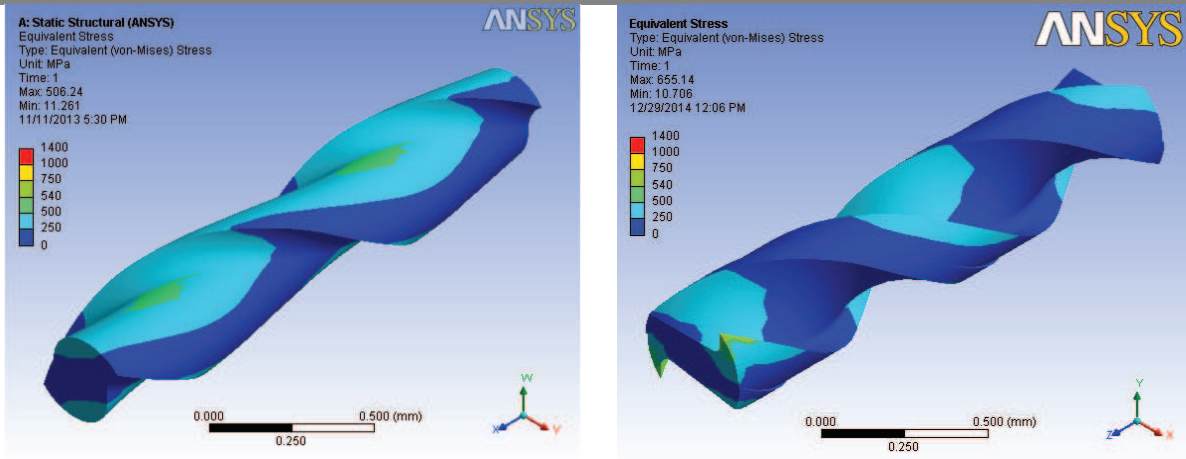 A: Static Structural (ANSYS)
Equivalent Stress
Type: Equivalent (von-Mises) Stress
Unit: MPa
Time: 1
Max: 506.24
Min: 11.261
11/11/2013 5:30 PM
ANSYS
1400
1000
750
540
500
250
0
0.000
0.500 (mm)
0.250
W
X
Y
Equivalent Stress
Type: Equivalent (von-Mises) Stress
Unit: MPa
Time: 1
Max: 655.14
Min: 10.706
12/29/2014 12:06 PM
ANSYS
1400
1000
750
540
500
250
0
0.000
0.500 (mm)
0.250
Y
Z
X